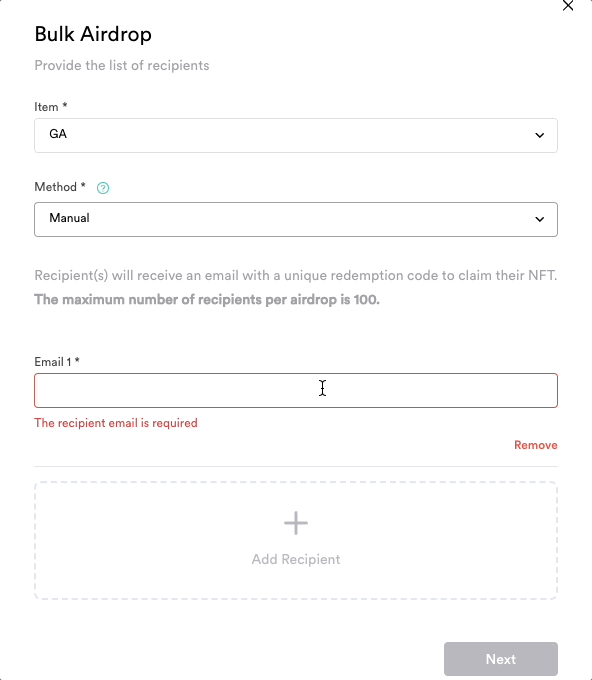 Bulk Airdrop
Provide the list of recipients
Item *
GA
Method *
Manual
Recipient(s) will receive an email with a unique redemption code to claim their NFT.
The maximum number of recipients per airdrop is 100.
Email 1 *
The recipient email is required
Remove
Add Recipient
Next